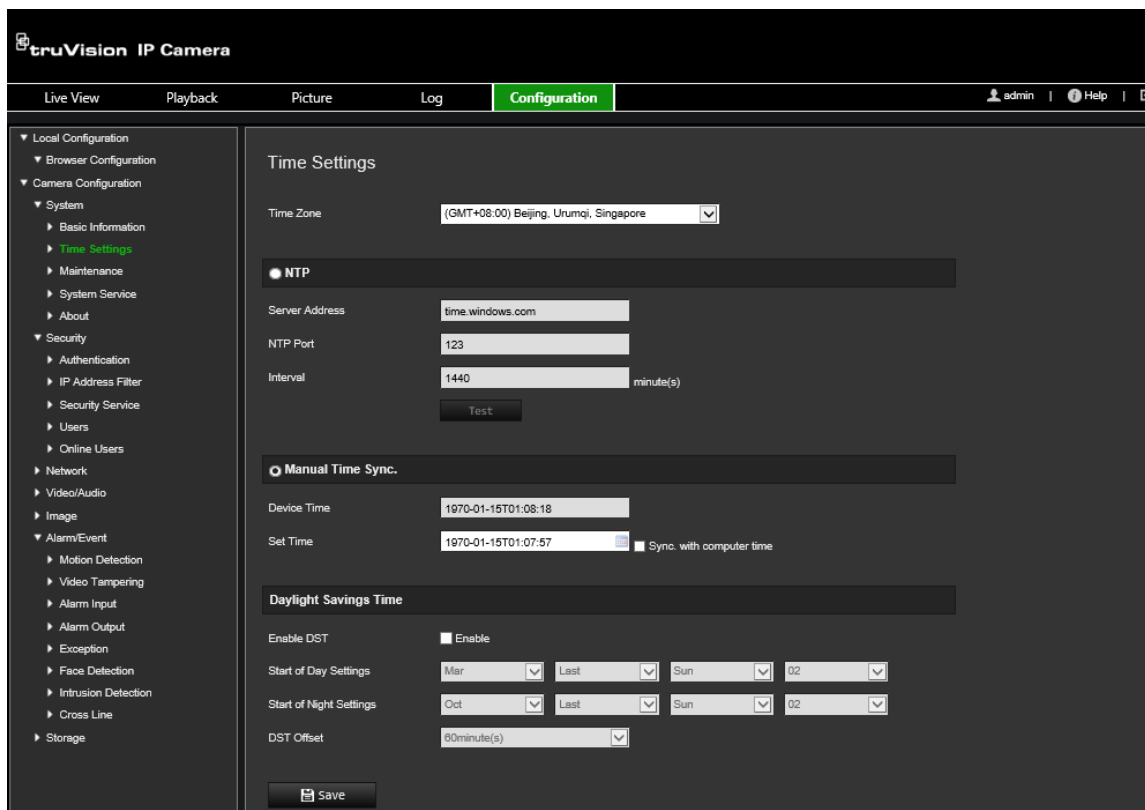 truVision IP Camera
Live View Playback Picture Log Configuration admin | Help |
Local Configuration
Browser Configuration
Camera Configuration
System
Basic Information
Time Settings
Maintenance
System Service
About
Security
Authentication
IP Address Filter
Security Service
Users
Online Users
Network
Video/Audio
Image
Alarm/Event
Motion Detection
Video Tampering
Alarm Input
Alarm Output
Exception
Face Detection
Intrusion Detection
Cross Line
Storage
Time Settings
Time Zone (GMT+08:00) Beijing, Urumqi, Singapore
NTP
Server Address time.windows.com
NTP Port 123
Interval 1440 minute(s)
Test
Manual Time Sync.
Device Time 1970-01-15T01:08:18
Set Time 1970-01-15T01:07:57 Sync. with computer time
Daylight Savings Time
Enable DST Enable
Start of Day Settings Mar Last Sun 02
Start of Night Settings Oct Last Sun 02
DST Offset 60minute(s)
Save